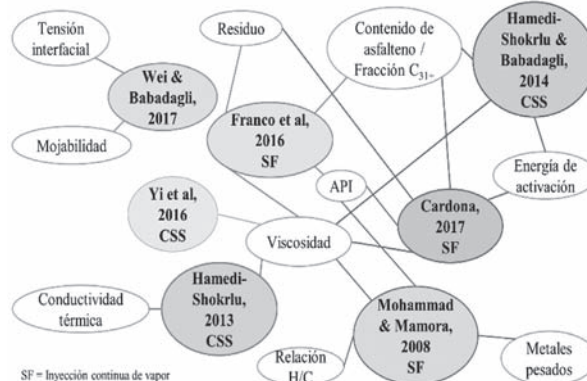 Tensión
interfacial
Residuo
Contenido de
asfalteno /
Fracción C31+
Hamedi-
Shokrlu &
Babadagli,
2014
CSS
Wei &
Babadagli,
2017
Mojabilidad
Franco et al,
2016
SF
API
Energía de
activación
Yi et al,
2016
CSS
Viscosidad
Cardona,
2017
SF
Conductividad
térmica
Hamedi-
Shokrlu,
2013
CSS
Mohammad
& Mamora,
2008
SF
Relación
H/C
Metales
pesados
SF = Inyección continua de vapor